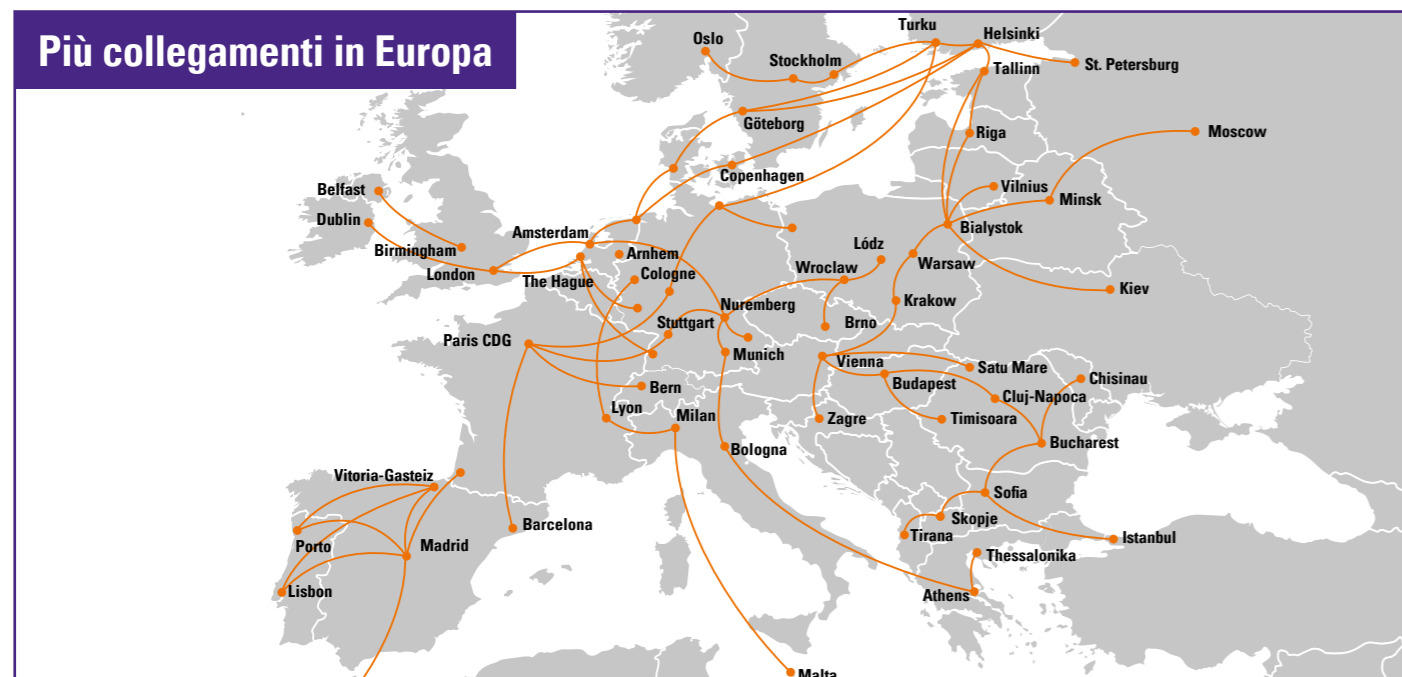 Più collegamenti in Europa
Turku
Helsinki
Oslo
Stockholm
St. Petersburg
Tallinn
Göteborg
Riga
Moscow
Copenhagen
Belfast
Vilnius
Minsk
Dublin
Amsterdam
Bialystok
Birmingham
Arnhem
Lódz
Warsaw
London
The Hague
Cologne
Wroclaw
Kiev
Nuremberg
Krakow
Stuttgart
Brno
Paris CDG
Munich
Vienna
Satu Mare
Chisinau
Bern
Budapest
Cluj-Napoca
Lyon
Milan
Zagre
Timisoara
Bologna
Bucharest
Vitoria-Gasteiz
Sofia
Skopje
Barcelona
Tirana
Istanbul
Porto
Madrid
Thessalonika
Lisbon
Athens
Malta